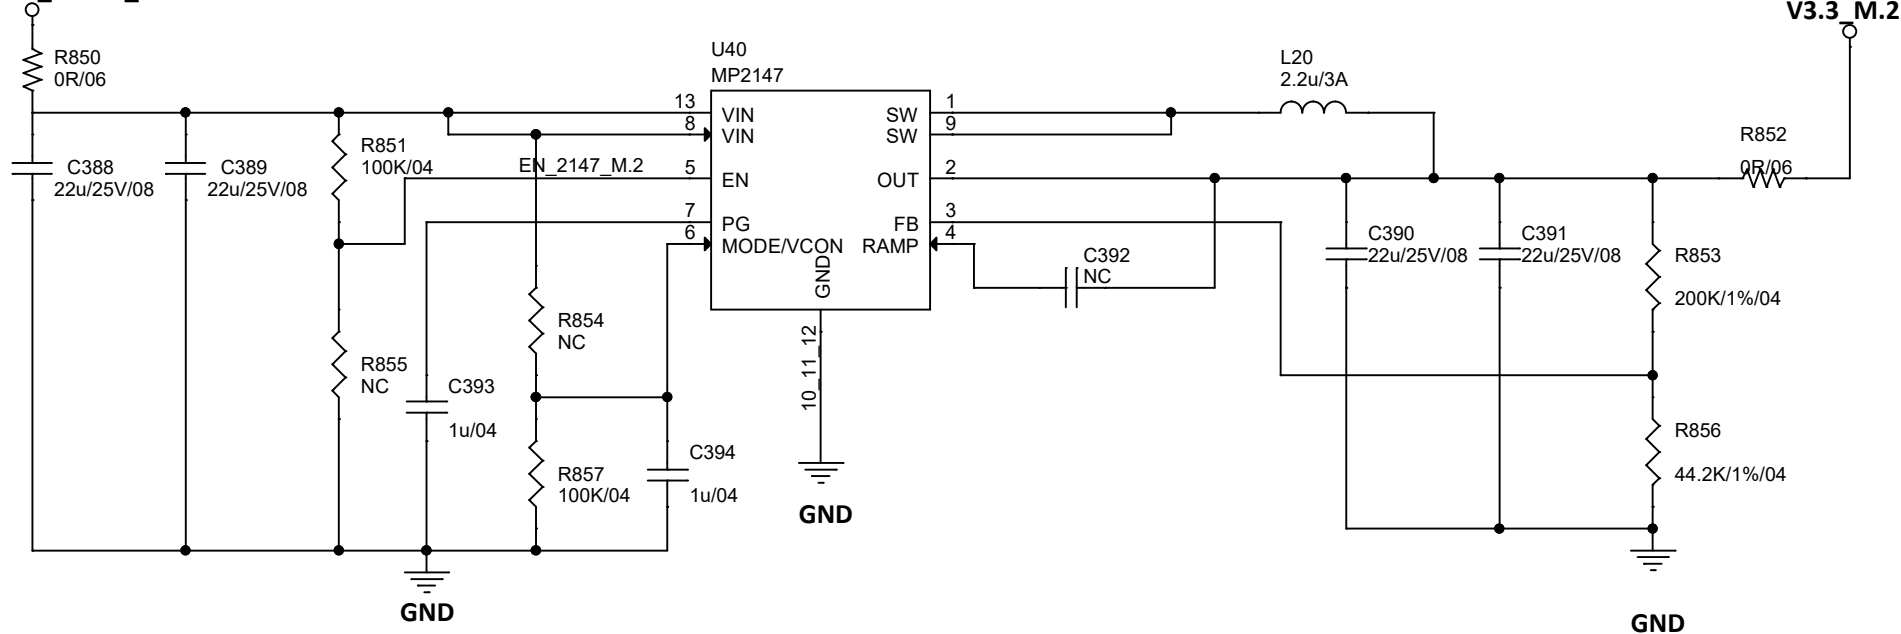 V3.3_M.2
R850
0R/06
U40
MP2147
L20
2.2u/3A
13
VIN
SW
1
8
VIN
SW
9
R852
0R/06
R851
100K/04
C388
22u/25V/08
C389
22u/25V/08
EN_2147_M.2
5
EN
OUT
2
7
PG
FB
3
6
MODE/VCON
RAMP
4
GND
10_11_12
GND
C392
NC
C390
22u/25V/08
C391
22u/25V/08
R853
200K/1%/04
R854
NC
R855
NC
C393
1u/04
R857
100K/04
C394
1u/04
R856
44.2K/1%/04
GND
GND